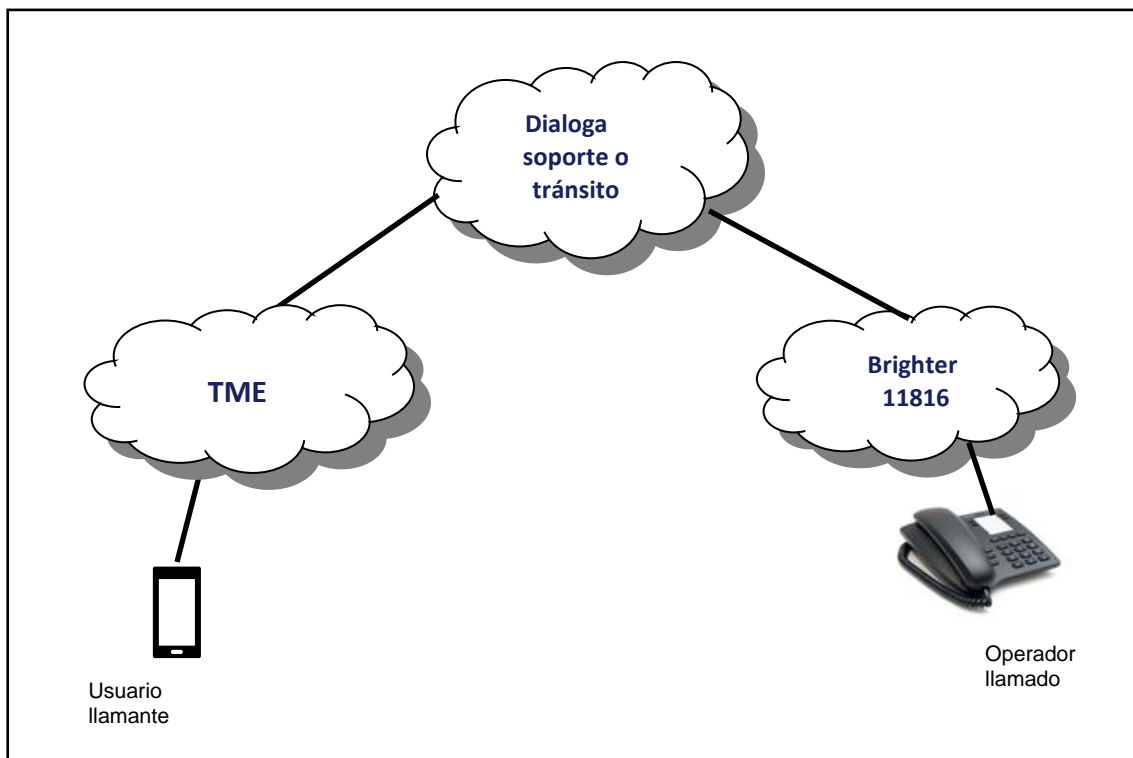 Dialoga
soporte o
tránsito
TME
Brighter
11816
Operador
llamado
Usuario
llamante